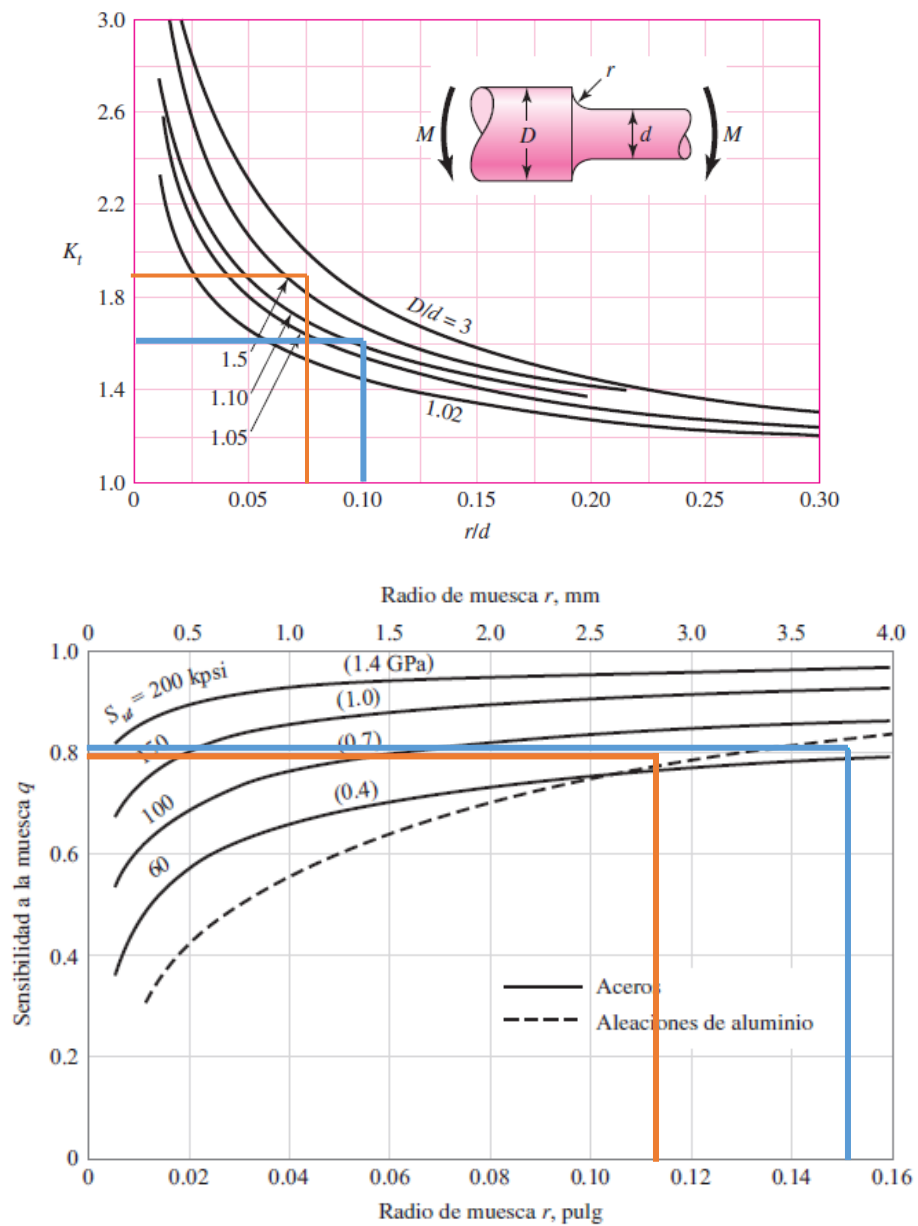 3.0
2.6
2.2
K_t
1.8
1.4
1.0
r
M
D
d
M
D/d = 3
1.5
1.10
1.05
1.02
0 0.05 0.10 0.15 0.20 0.25 0.30
r/d
Radio de muesca r, mm
0 0.5 1.0 1.5 2.0 2.5 3.0 3.5 4.0
1.0
0.8
0.6
0.4
0.2
0
Sensibilidad a la muesca q
S_ut = 200 kpsi
(1.4 GPa)
(1.0)
150
(0.7)
100
(0.4)
60
Aceros
Aleaciones de aluminio
0 0.02 0.04 0.06 0.08 0.10 0.12 0.14 0.16
Radio de muesca r, pulg